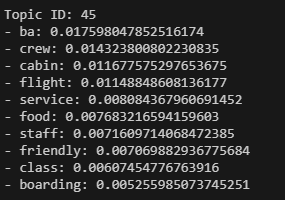 Topic ID: 45
- ba: 0.017598047852516174
- crew: 0.014323800802230835
- cabin: 0.011677575297653675
- flight: 0.01148848608136177
- service: 0.008084367960691452
- food: 0.007683216594159603
- staff: 0.0071609714068472385
- friendly: 0.007069882936775684
- class: 0.00607454776763916
- boarding: 0.005255985073745251